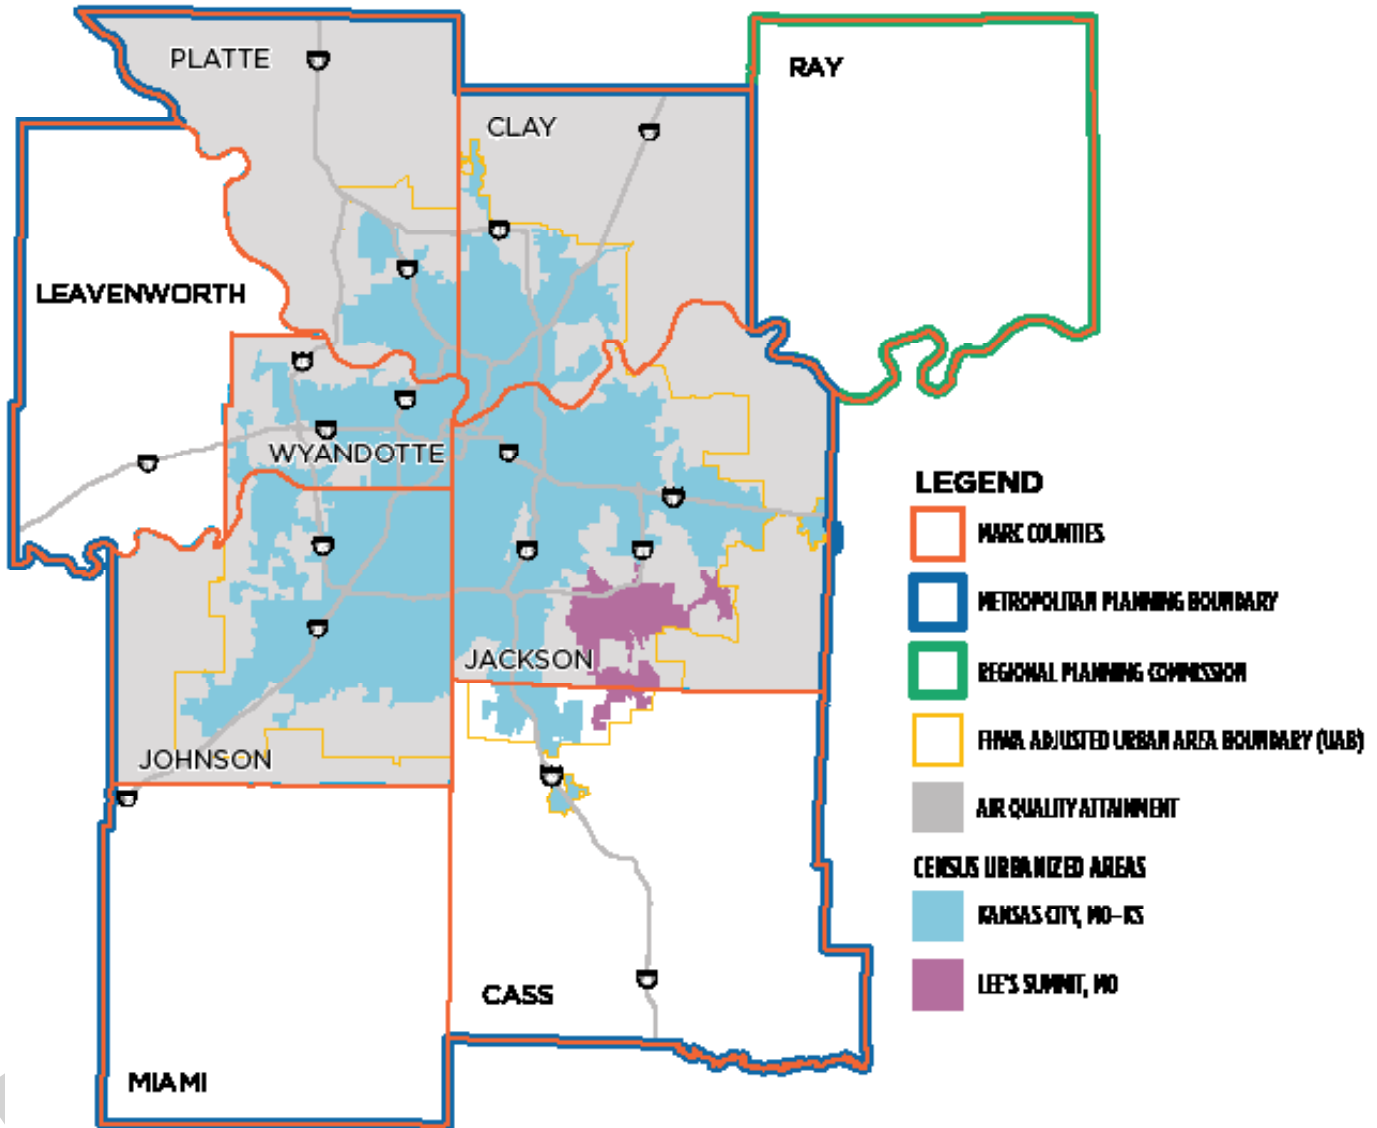 PLATTE
RAY
CLAY
LEAVENWORTH
WYANDOTTE
JACKSON
JOHNSON
CASS
MIAMI
LEGEND
MARC COUNTIES
METROPOLITAN PLANNING BOUNDARY
REGIONAL PLANNING COMMISSION
FHWA ADJUSTED URBAN AREA BOUNDARY (UAB)
AIR QUALITY ATTAINMENT
CENSUS URBANIZED AREAS
KANSAS CITY, MO-KS
LEE'S SUMMIT, MO